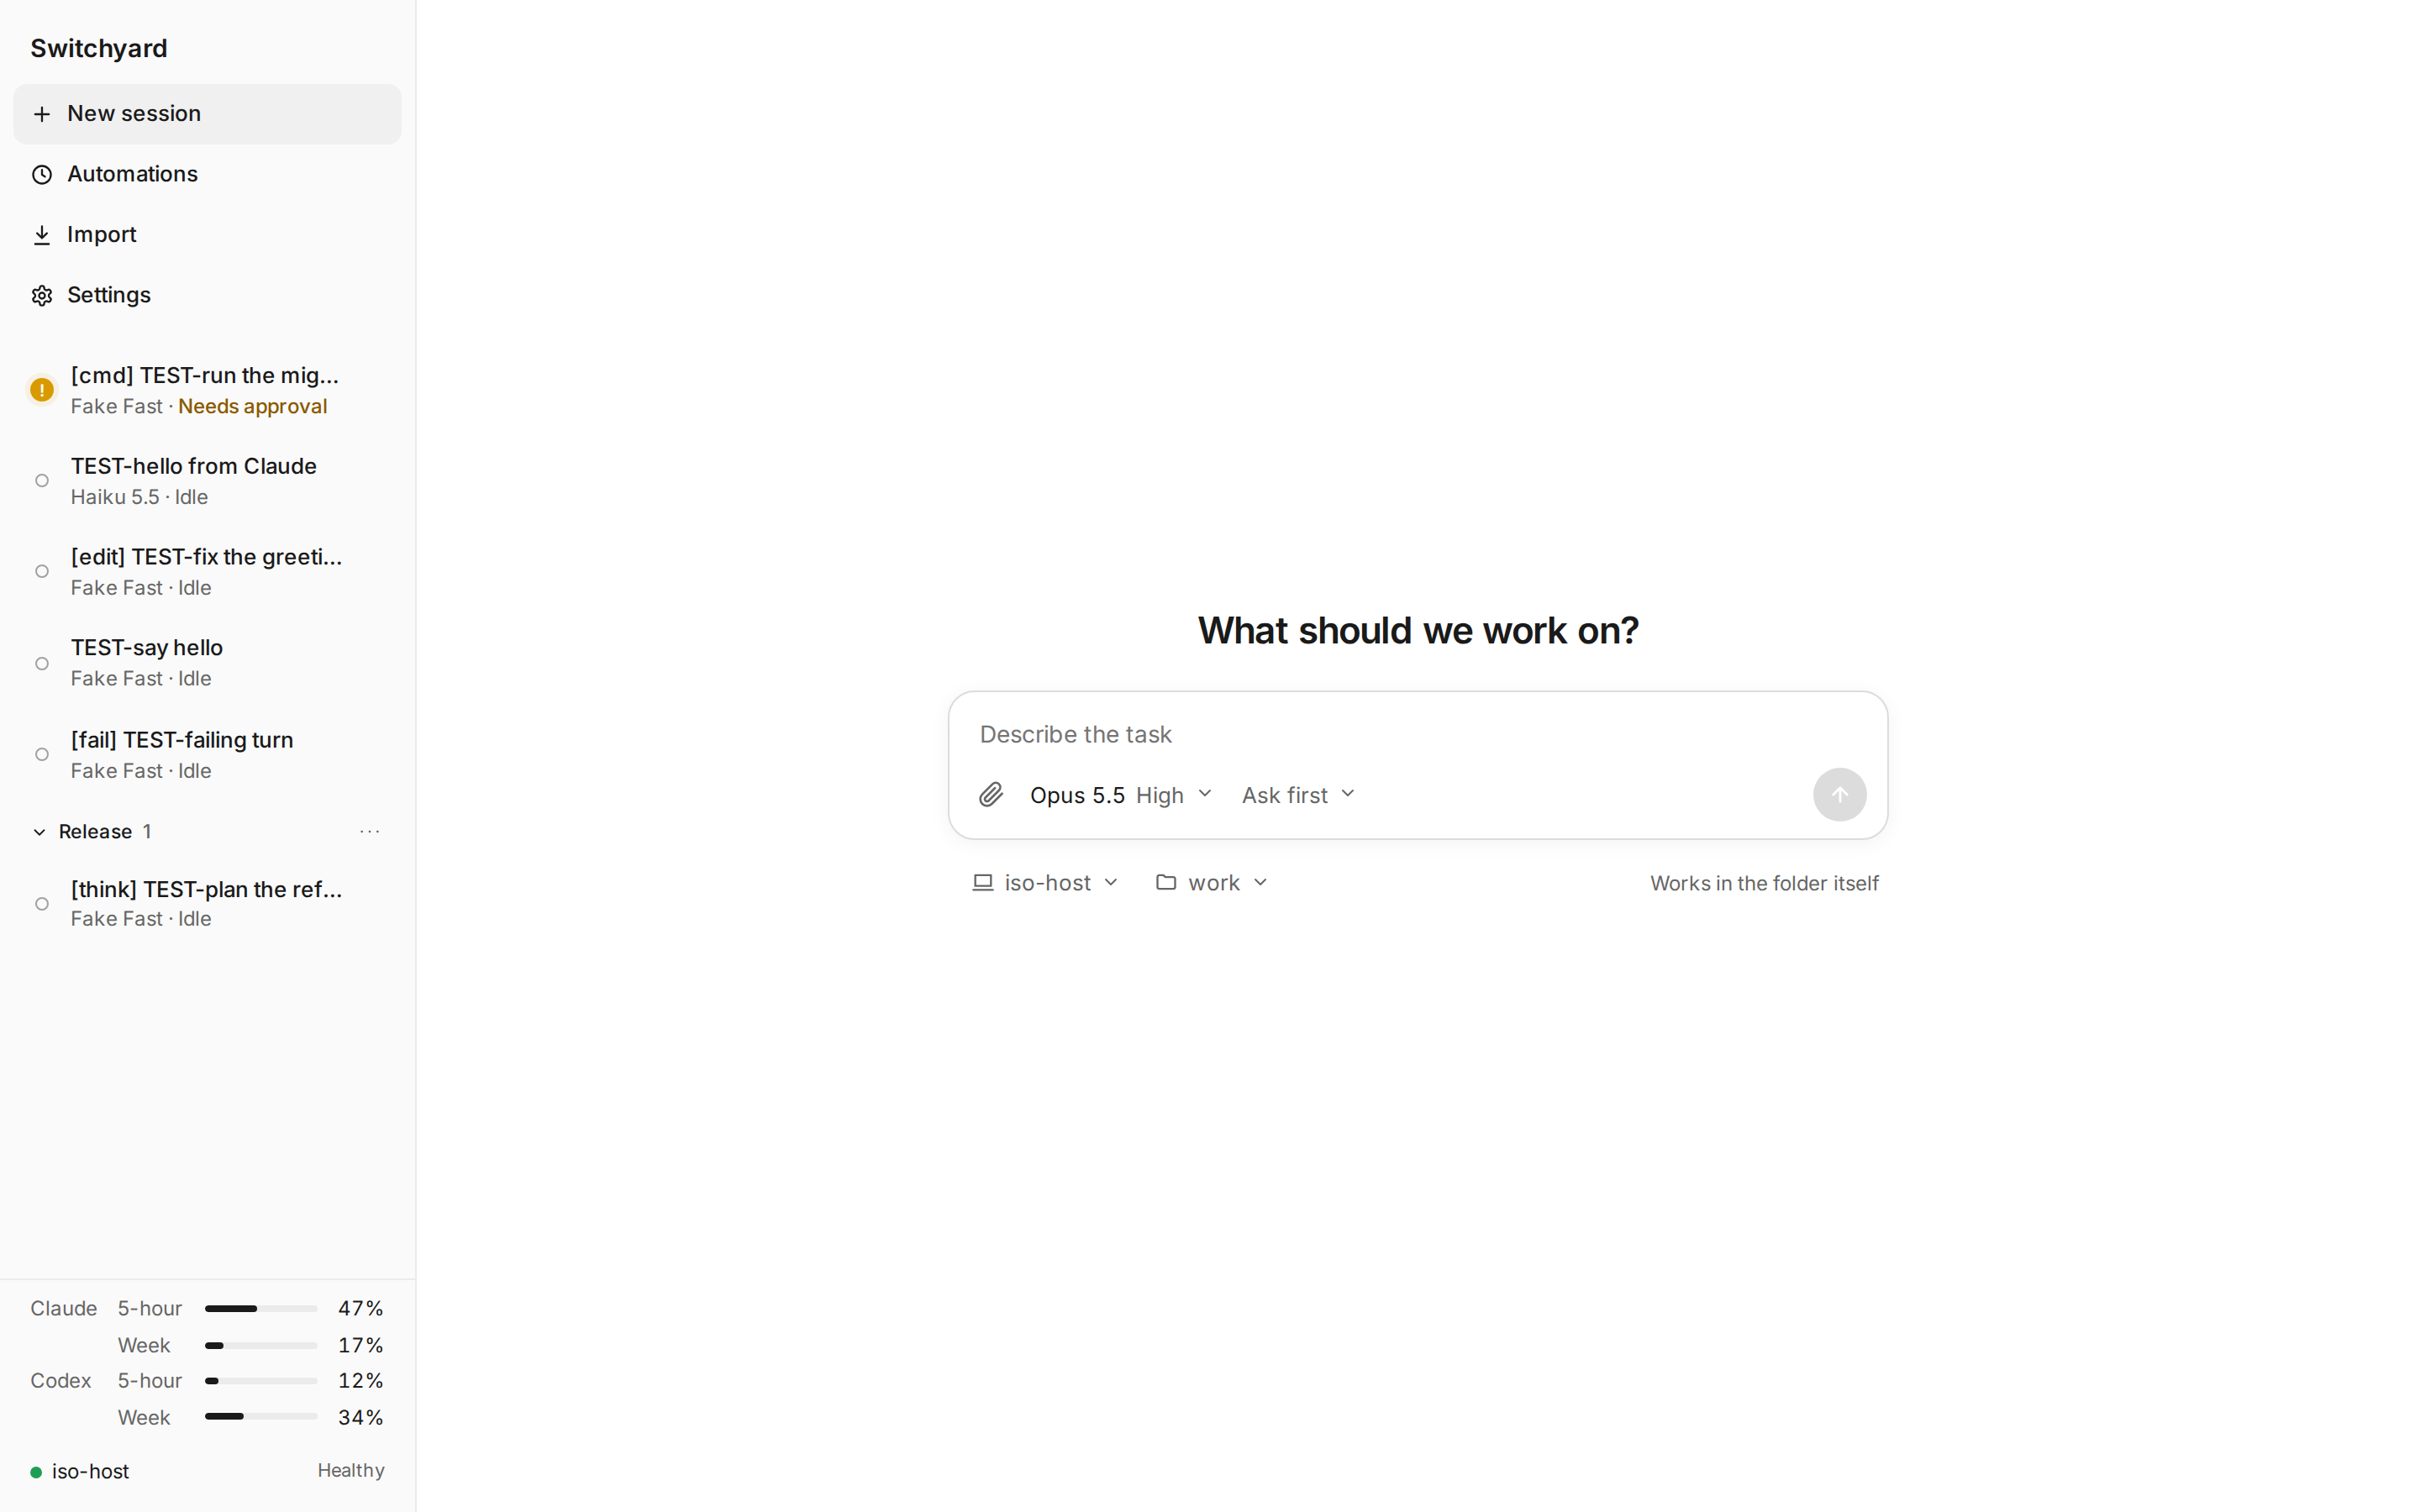 Switchyard
New session
Automations
Import
Settings
[cmd] TEST-run the mig...
Fake Fast · Needs approval
TEST-hello from Claude
Haiku 5.5 · Idle
[edit] TEST-fix the greeti...
Fake Fast · Idle
TEST-say hello
Fake Fast · Idle
[fail] TEST-failing turn
Fake Fast · Idle
Release 1
[think] TEST-plan the ref...
Fake Fast · Idle
Claude 5-hour 47%
Week 17%
Codex 5-hour 12%
Week 34%
iso-host Healthy
What should we work on?
Describe the task
Opus 5.5 High Ask first
iso-host work Works in the folder itself